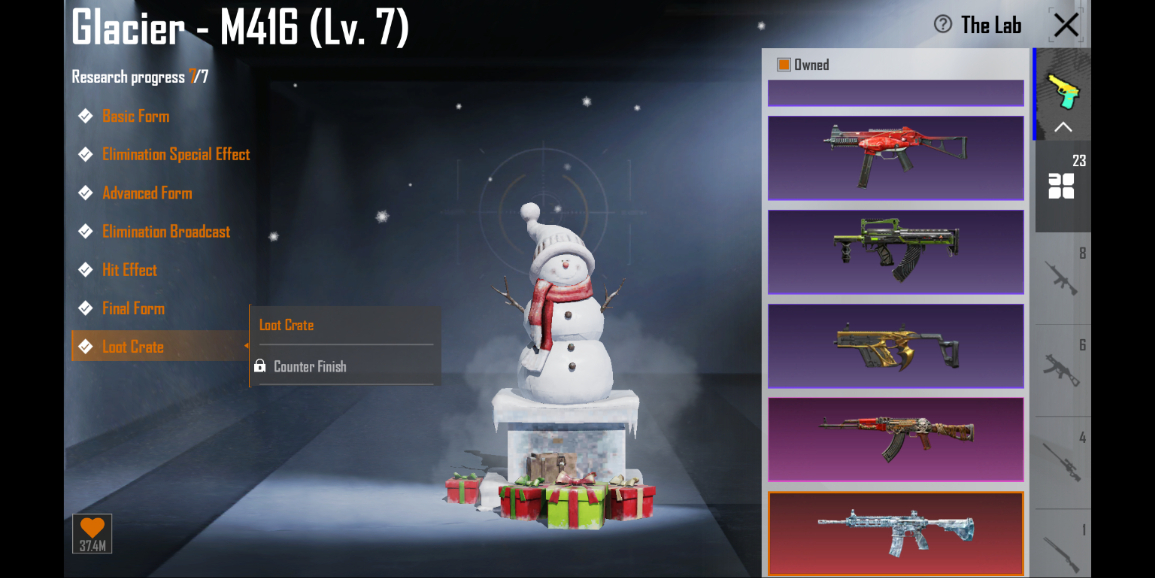 Glacier - M416 (Lv. 7)
The Lab
Research progress 7/7
Basic Form
Elimination Special Effect
Advanced Form
Elimination Broadcast
Hit Effect
Final Form
Loot Crate
Loot Crate
Counter Finish
37.4M
Owned
23
8
6
4
1